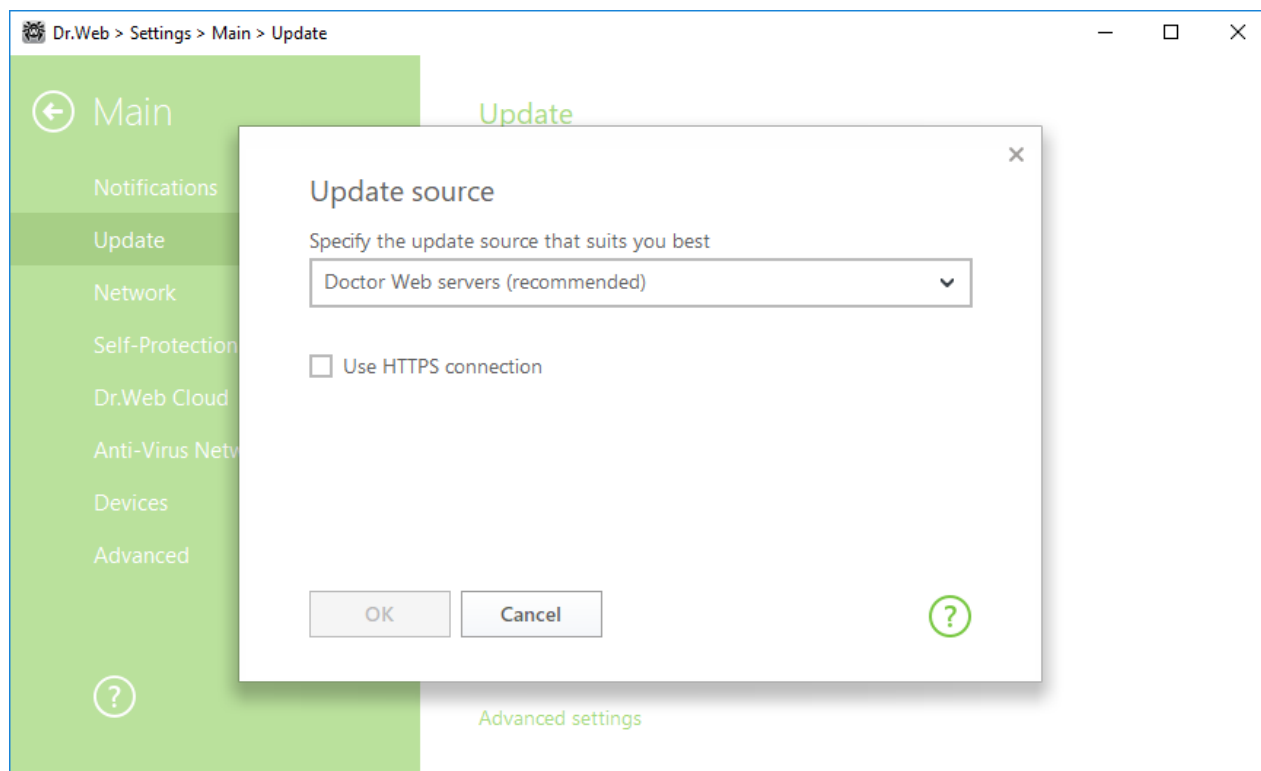 Dr.Web > Settings > Main > Update
Main
Notifications
Update
Network
Self-Protection
Dr.Web Cloud
Anti-Virus Netw
Devices
Advanced
?
Update
Update source
Specify the update source that suits you best
Doctor Web servers (recommended)
Use HTTPS connection
OK
Cancel
?
Advanced settings